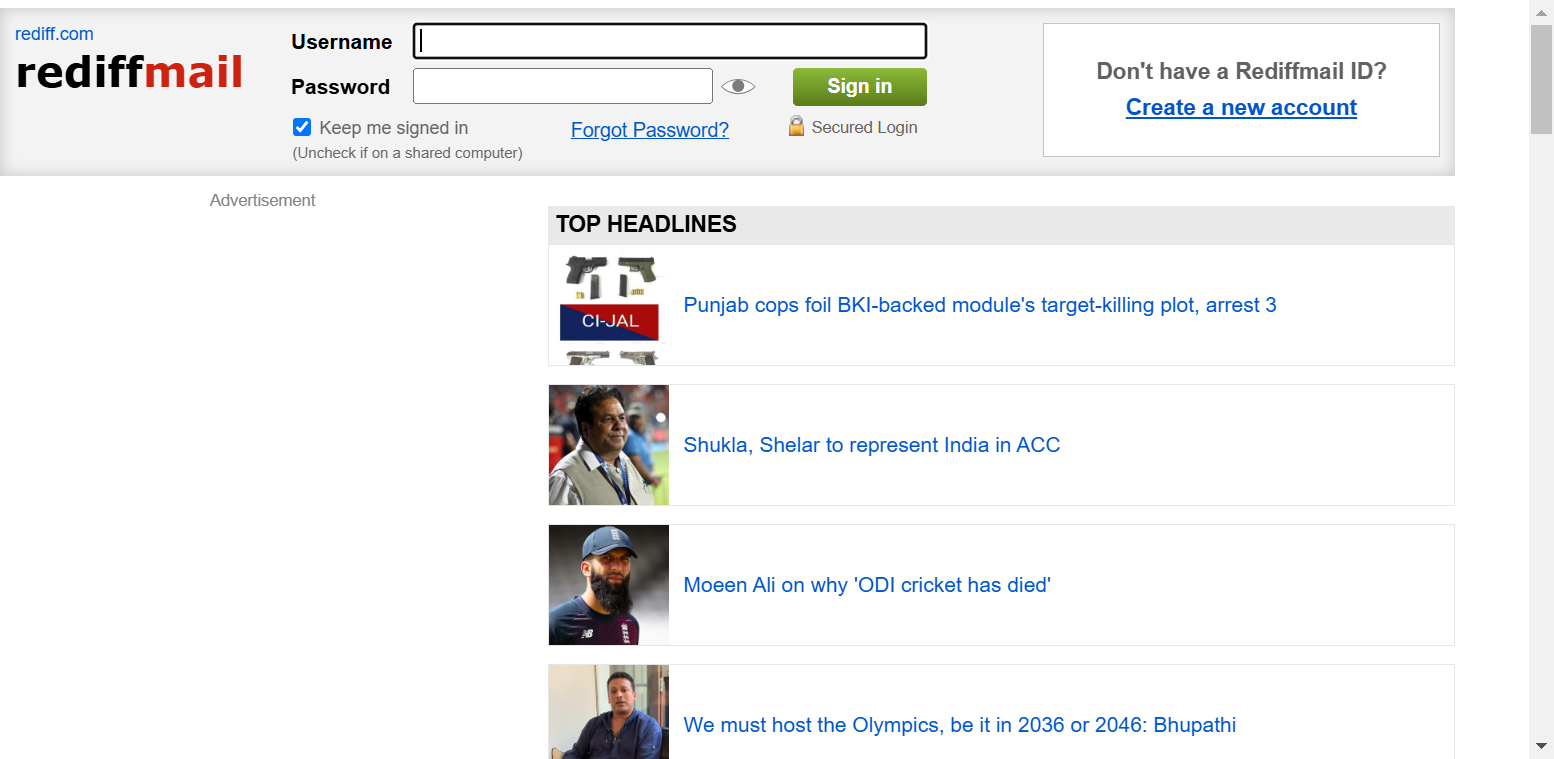 rediff.com
rediffmail
Username
Password
Sign in
Keep me signed in
(Uncheck if on a shared computer)
Forgot Password?
Secured Login
Don't have a Rediffmail ID?
Create a new account
Advertisement
TOP HEADLINES
CI-JAL
Punjab cops foil BKI-backed module's target-killing plot, arrest 3
Shukla, Shelar to represent India in ACC
Moeen Ali on why 'ODI cricket has died'
We must host the Olympics, be it in 2036 or 2046: Bhupathi